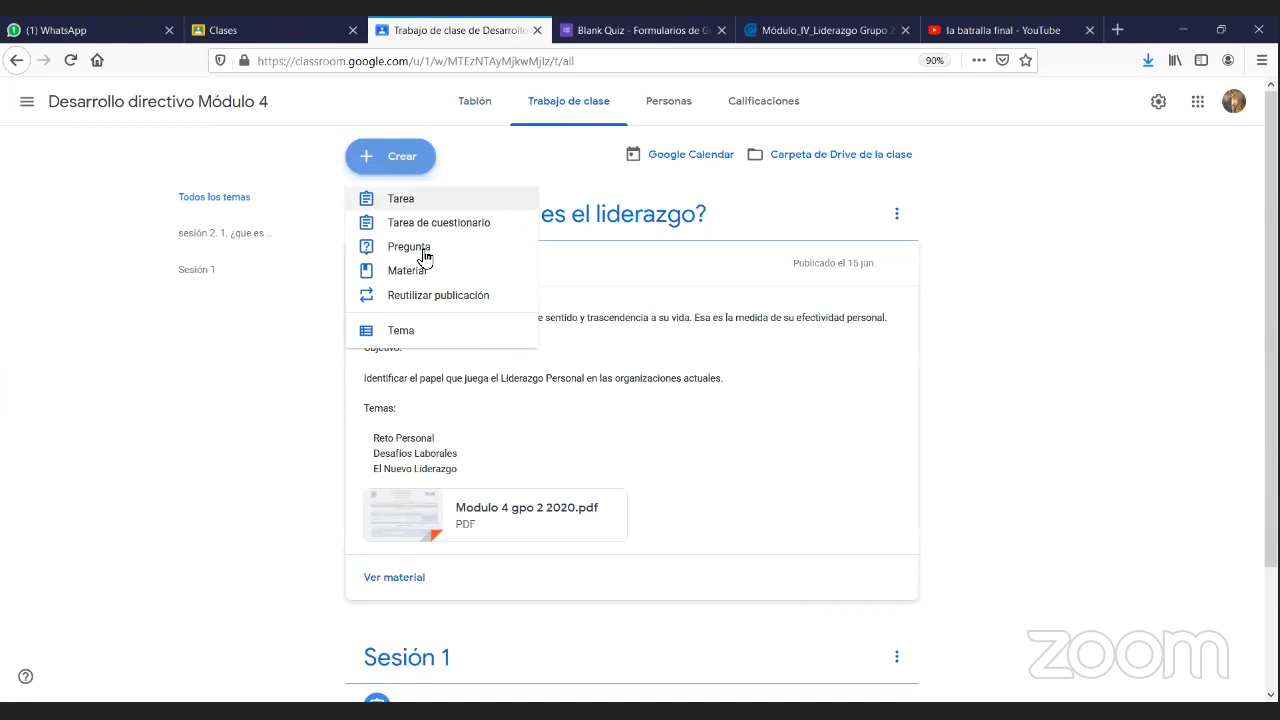 (1) WhatsApp
Clases
Trabajo de clase de Desarrollo
Blank Quiz - Formularios de G
Módulo_IV_Liderazgo Grupo 2
la batralla final - YouTube
https://classroom.google.com/u/1/w/MTEzNTAyMjkwMjIz/t/all
90%
Desarrollo directivo Módulo 4
Tablón
Trabajo de clase
Personas
Calificaciones
Crear
Google Calendar
Carpeta de Drive de la clase
Todos los temas
sesión 2. 1. ¿que es ...
Sesión 1
Tarea
Tarea de cuestionario
Pregunta
Material
Reutilizar publicación
Tema
es el liderazgo?
Publicado el 15 jun.
e sentido y trascendencia a su vida. Esa es la medida de su efectividad personal.
Objetivo:
Identificar el papel que juega el Liderazgo Personal en las organizaciones actuales.
Temas:
Reto Personal
Desafíos Laborales
El Nuevo Liderazgo
Modulo 4 gpo 2 2020.pdf
PDF
Ver material
Sesión 1
zoom